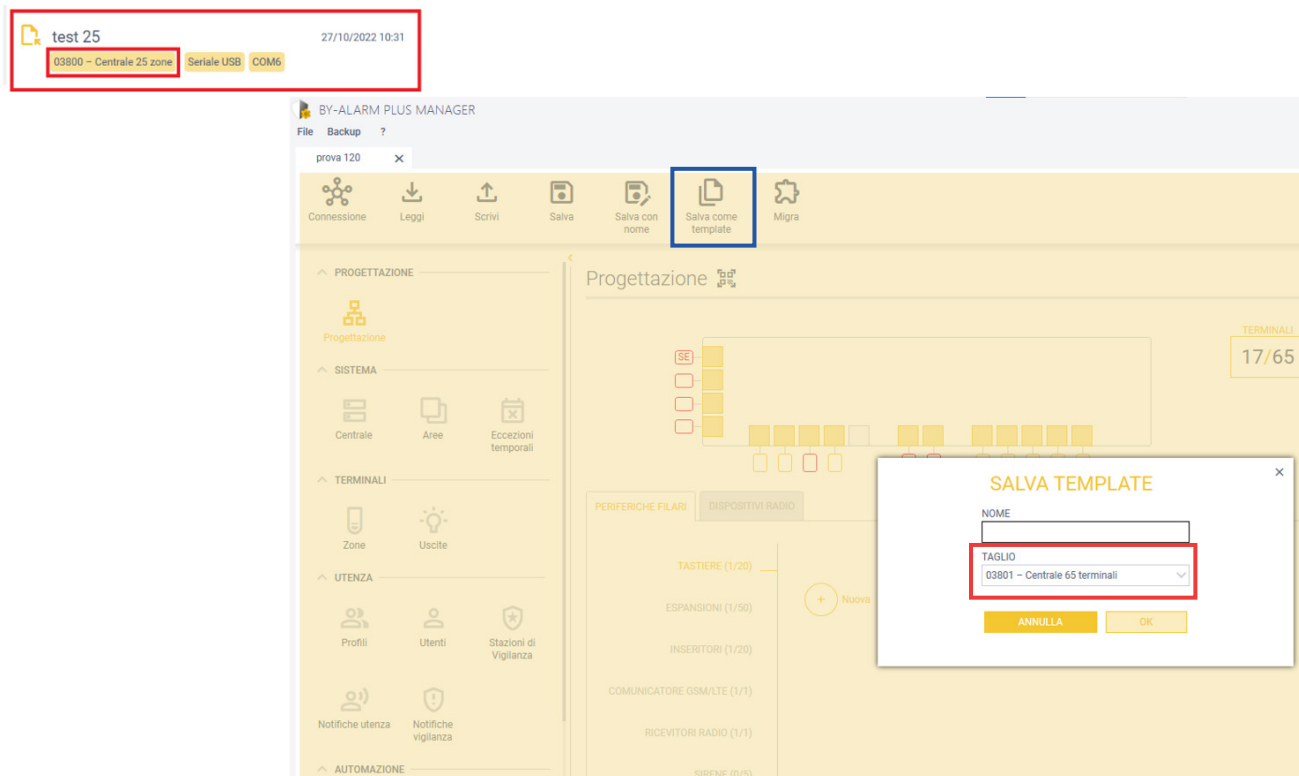 test 25
27/10/2022 10:31
03800 – Centrale 25 zone
Seriale USB
COM6
BY-ALARM PLUS MANAGER
File Backup ?
prova 120
Connessione
Leggi
Scrivi
Salva
Salva con
nome
Salva come
template
Migra
PROGETTAZIONE
Progettazione
SISTEMA
Centrale
Aree
Eccezioni
temporali
TERMINALI
Zone
Uscite
UTENZA
Profili
Utenti
Stazioni di
Vigilanza
Notifiche utenza
Notifiche
vigilanza
AUTOMAZIONE
Progettazione
TERMINALI
17/65
SE
PERIFERICHE FILARI
DISPOSITIVI RADIO
TASTIERE (1/20)
ESPANSIONI (1/50)
INSERITORI (1/20)
COMUNICATORE GSM/LTE (1/1)
RICEVITORI RADIO (1/1)
SIRENE (0/5)
+ Nuova
SALVA TEMPLATE
NOME
TAGLIO
03801 – Centrale 65 terminali
ANNULLA
OK